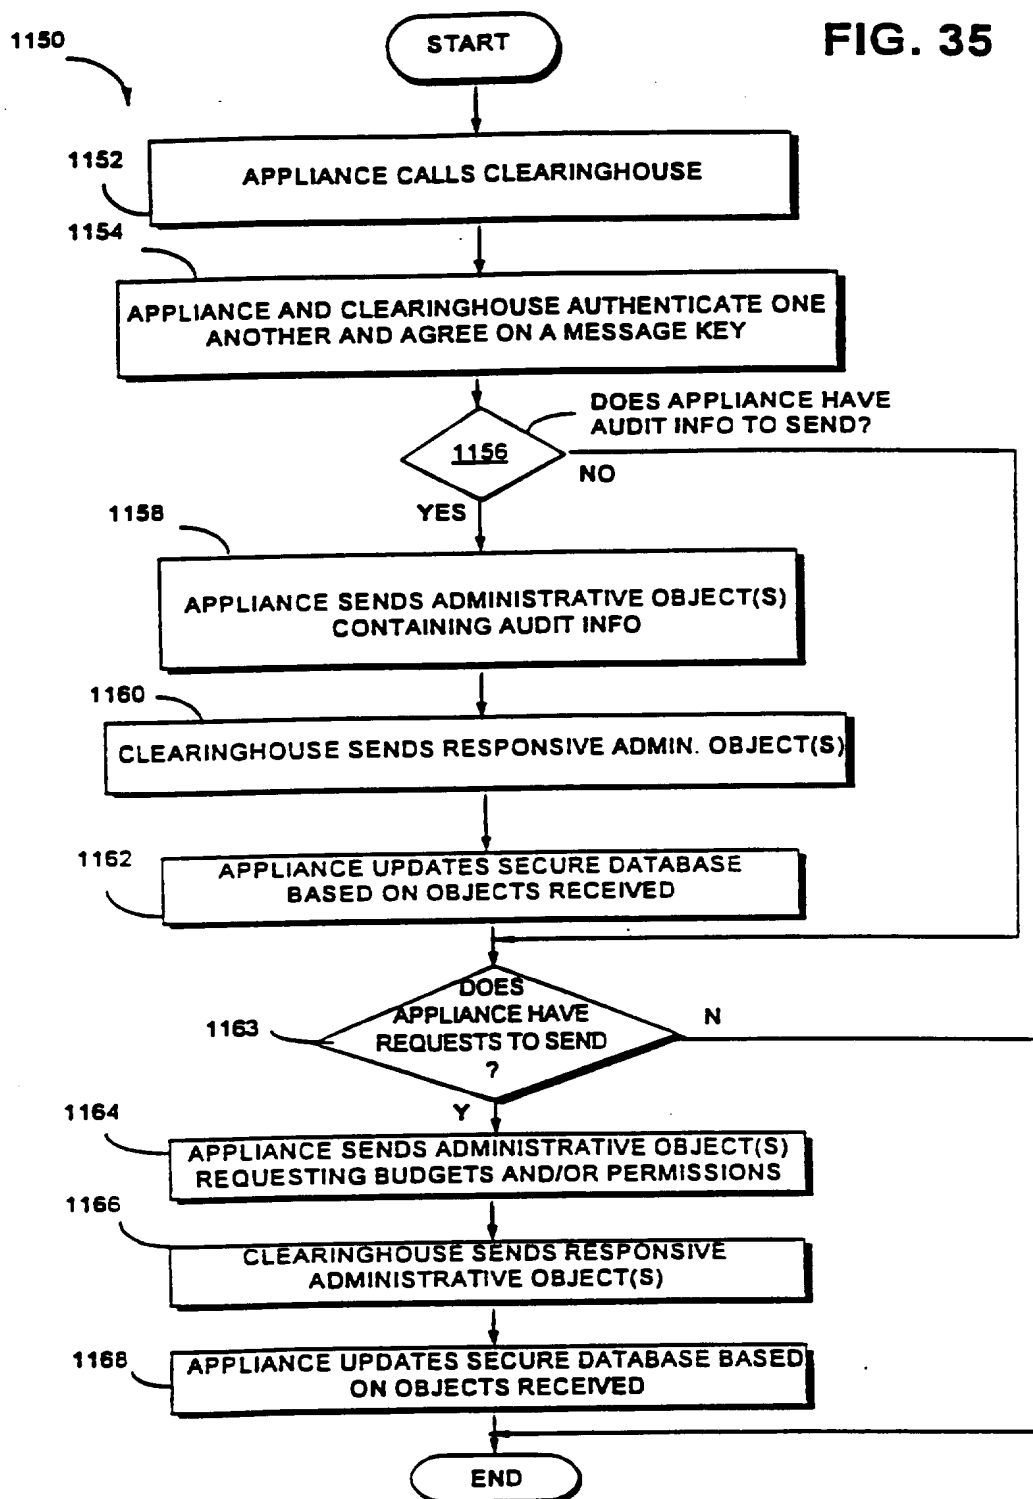 FIG. 35
1150
START
1152
APPLIANCE CALLS CLEARINGHOUSE
1154
APPLIANCE AND CLEARINGHOUSE AUTHENTICATE ONE
ANOTHER AND AGREE ON A MESSAGE KEY
DOES APPLIANCE HAVE
AUDIT INFO TO SEND?
1156
NO
YES
1158
APPLIANCE SENDS ADMINISTRATIVE OBJECT(S)
CONTAINING AUDIT INFO
1160
CLEARINGHOUSE SENDS RESPONSIVE ADMIN. OBJECT(S)
1162
APPLIANCE UPDATES SECURE DATABASE
BASED ON OBJECTS RECEIVED
1163
DOES
APPLIANCE HAVE
REQUESTS TO SEND
?
N
Y
1164
APPLIANCE SENDS ADMINISTRATIVE OBJECT(S)
REQUESTING BUDGETS AND/OR PERMISSIONS
1166
CLEARINGHOUSE SENDS RESPONSIVE
ADMINISTRATIVE OBJECT(S)
1168
APPLIANCE UPDATES SECURE DATABASE BASED
ON OBJECTS RECEIVED
END